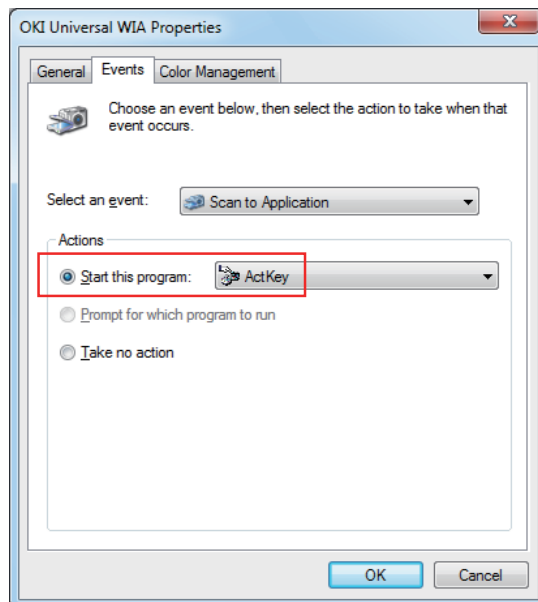 OKI Universal WIA Properties
General Events Color Management
Choose an event below, then select the action to take when that
event occurs.
Select an event: Scan to Application
Actions
Start this program: ActKey
Prompt for which program to run
Take no action
OK Cancel